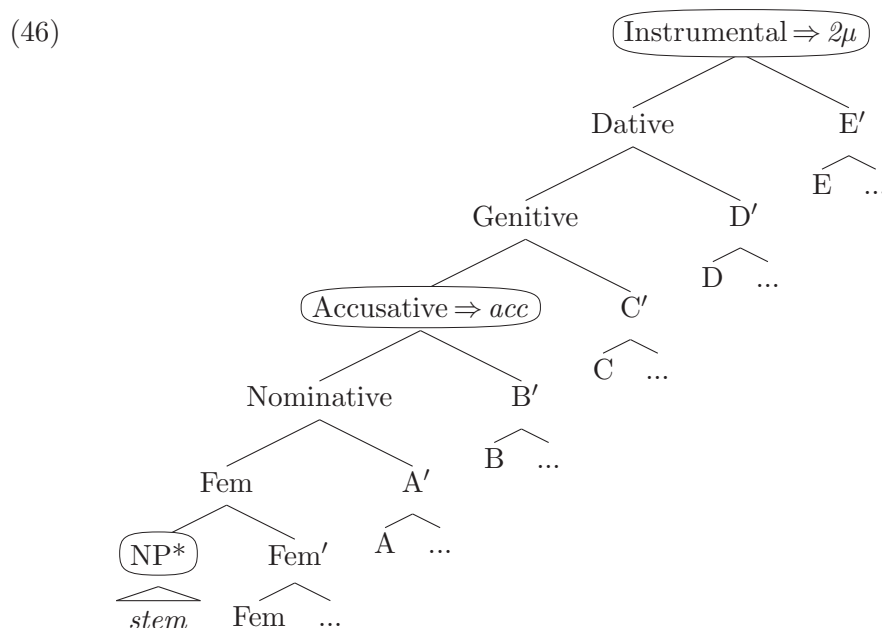 (46) Instrumental ⇒ 2μ
Dative E′
Genitive D′ E ...
Accusative ⇒ acc C′ D ...
Nominative B′ C ...
Fem A′ B ...
NP* Fem′ A ...
stem Fem ...